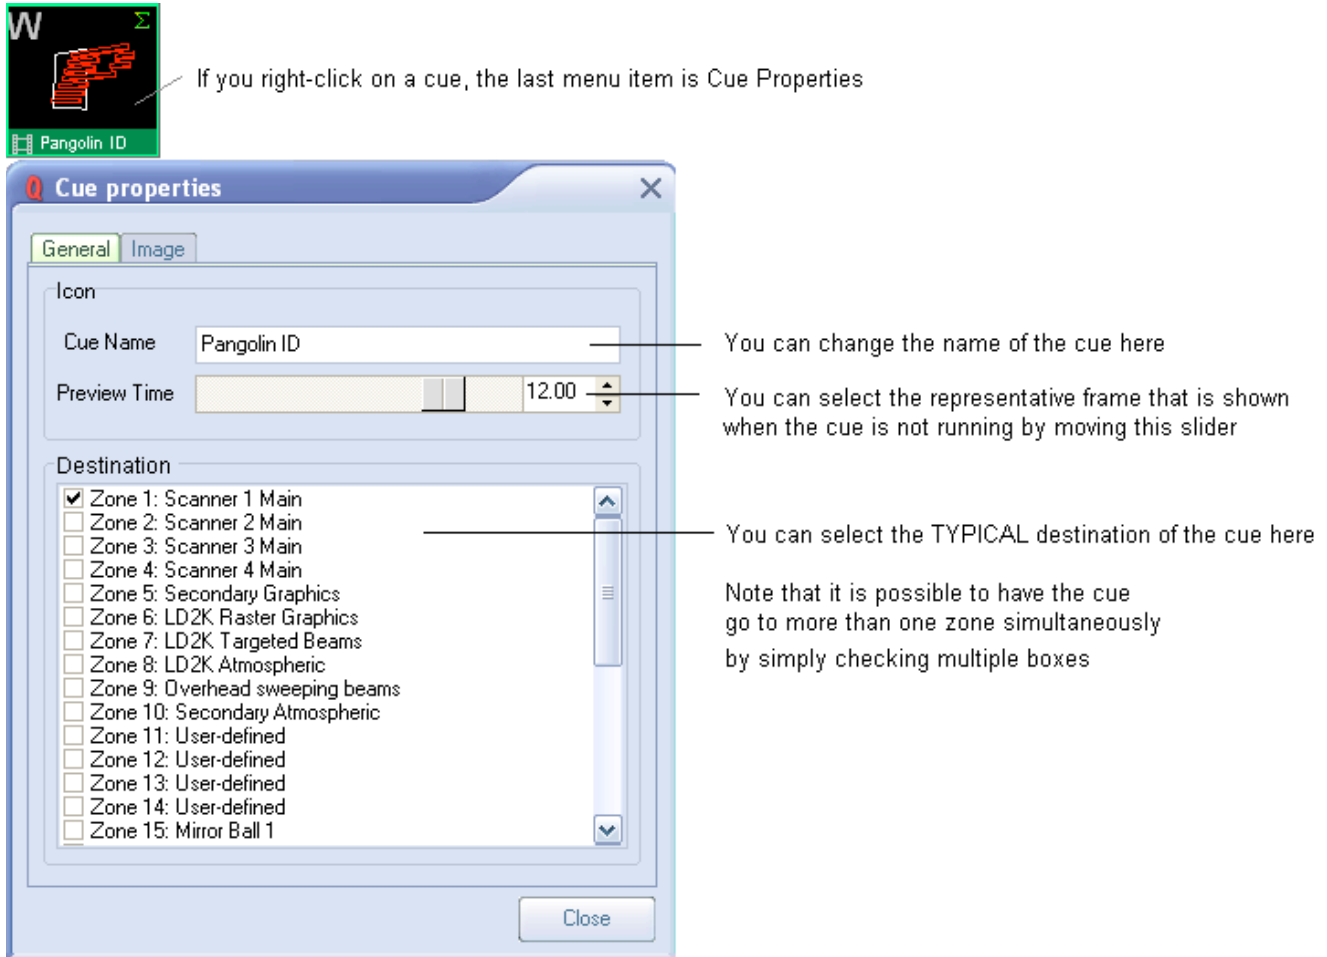 W Σ
If you right-click on a cue, the last menu item is Cue Properties
Pangolin ID
Cue properties
General Image
Icon
Cue Name Pangolin ID
You can change the name of the cue here
Preview Time 12.00
You can select the representative frame that is shown
when the cue is not running by moving this slider
Destination
Zone 1: Scanner 1 Main
Zone 2: Scanner 2 Main
Zone 3: Scanner 3 Main
Zone 4: Scanner 4 Main
Zone 5: Secondary Graphics
Zone 6: LD2K Raster Graphics
Zone 7: LD2K Targeted Beams
Zone 8: LD2K Atmospheric
Zone 9: Overhead sweeping beams
Zone 10: Secondary Atmospheric
Zone 11: User-defined
Zone 12: User-defined
Zone 13: User-defined
Zone 14: User-defined
Zone 15: Mirror Ball 1
You can select the TYPICAL destination of the cue here
Note that it is possible to have the cue
go to more than one zone simultaneously
by simply checking multiple boxes
Close